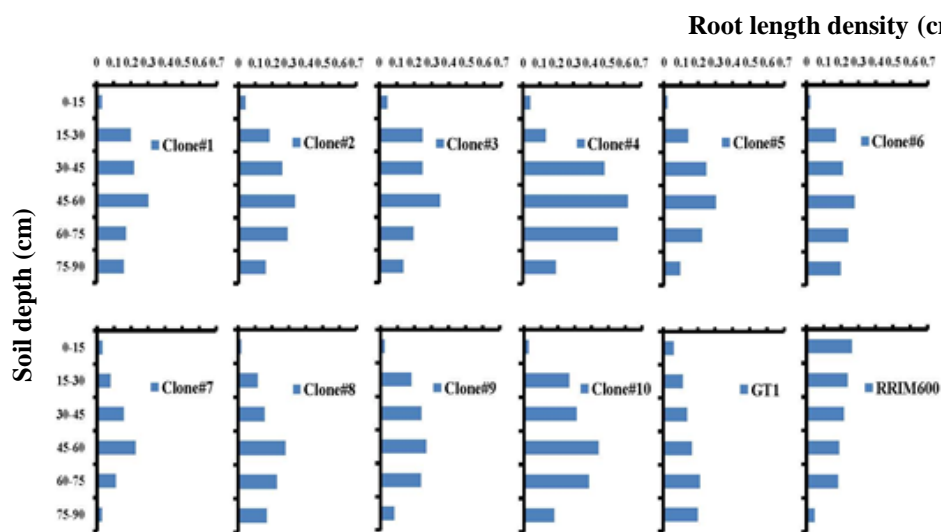 Root length density (c
0 0.1 0.2 0.3 0.4 0.5 0.6 0.7
0 0.1 0.2 0.3 0.4 0.5 0.6 0.7
0 0.1 0.2 0.3 0.4 0.5 0.6 0.7
0 0.1 0.2 0.3 0.4 0.5 0.6 0.7
0 0.1 0.2 0.3 0.4 0.5 0.6 0.7
0 0.1 0.2 0.3 0.4 0.5 0.6 0.7
Soil depth (cm)
0-15
15-30
30-45
45-60
60-75
75-90
Clone#1
Clone#2
Clone#3
Clone#4
Clone#5
Clone#6
0-15
15-30
30-45
45-60
60-75
75-90
Clone#7
Clone#8
Clone#9
Clone#10
GT1
RRIM600